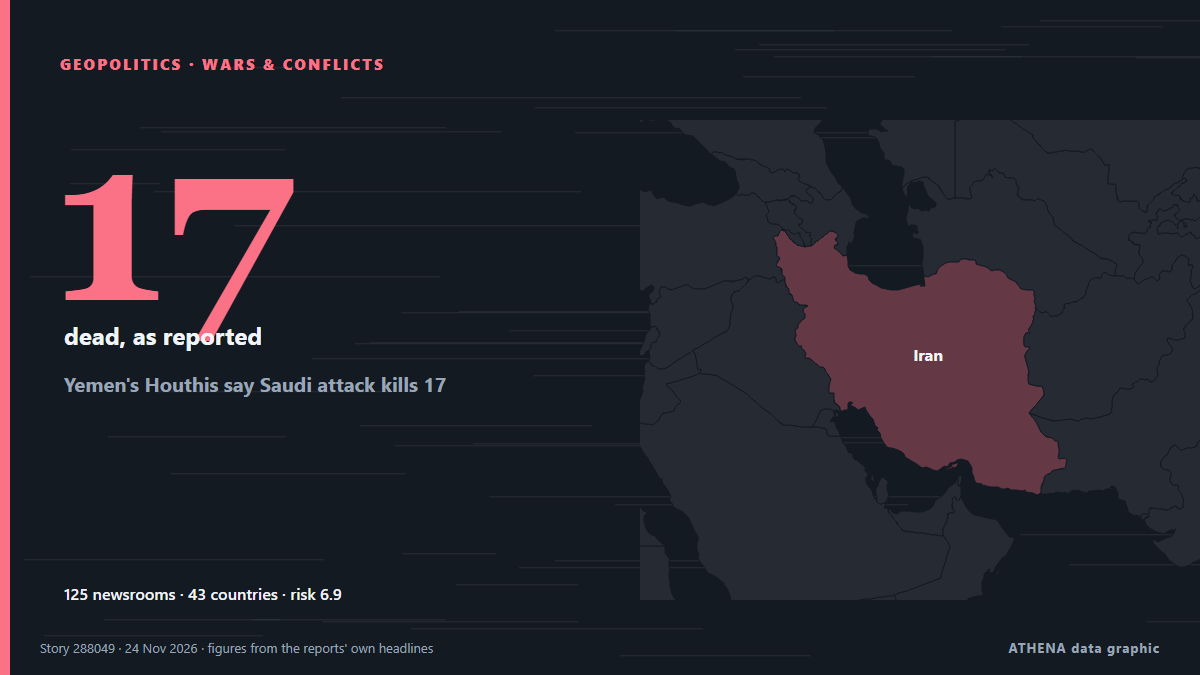 GEOPOLITICS · WARS & CONFLICTS
17
dead, as reported
Yemen's Houthis say Saudi attack kills 17
Iran
125 newsrooms · 43 countries · risk 6.9
Story 288049 · 24 Nov 2026 · figures from the reports' own headlines
ATHENA data graphic